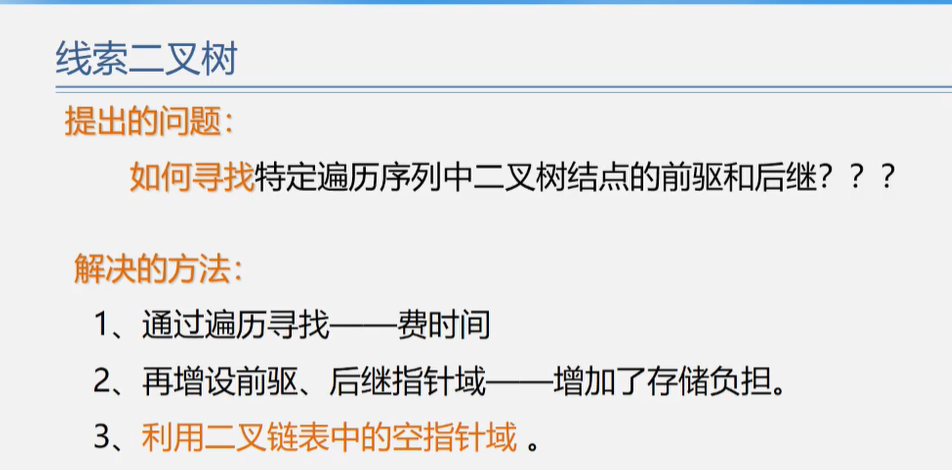 线索二叉树
提出的问题：
如何寻找特定遍历序列中二叉树结点的前驱和后继？？？
解决的方法：
1、通过遍历寻找——费时间
2、再增设前驱、后继指针域——增加了存储负担。
3、利用二叉链表中的空指针域 。